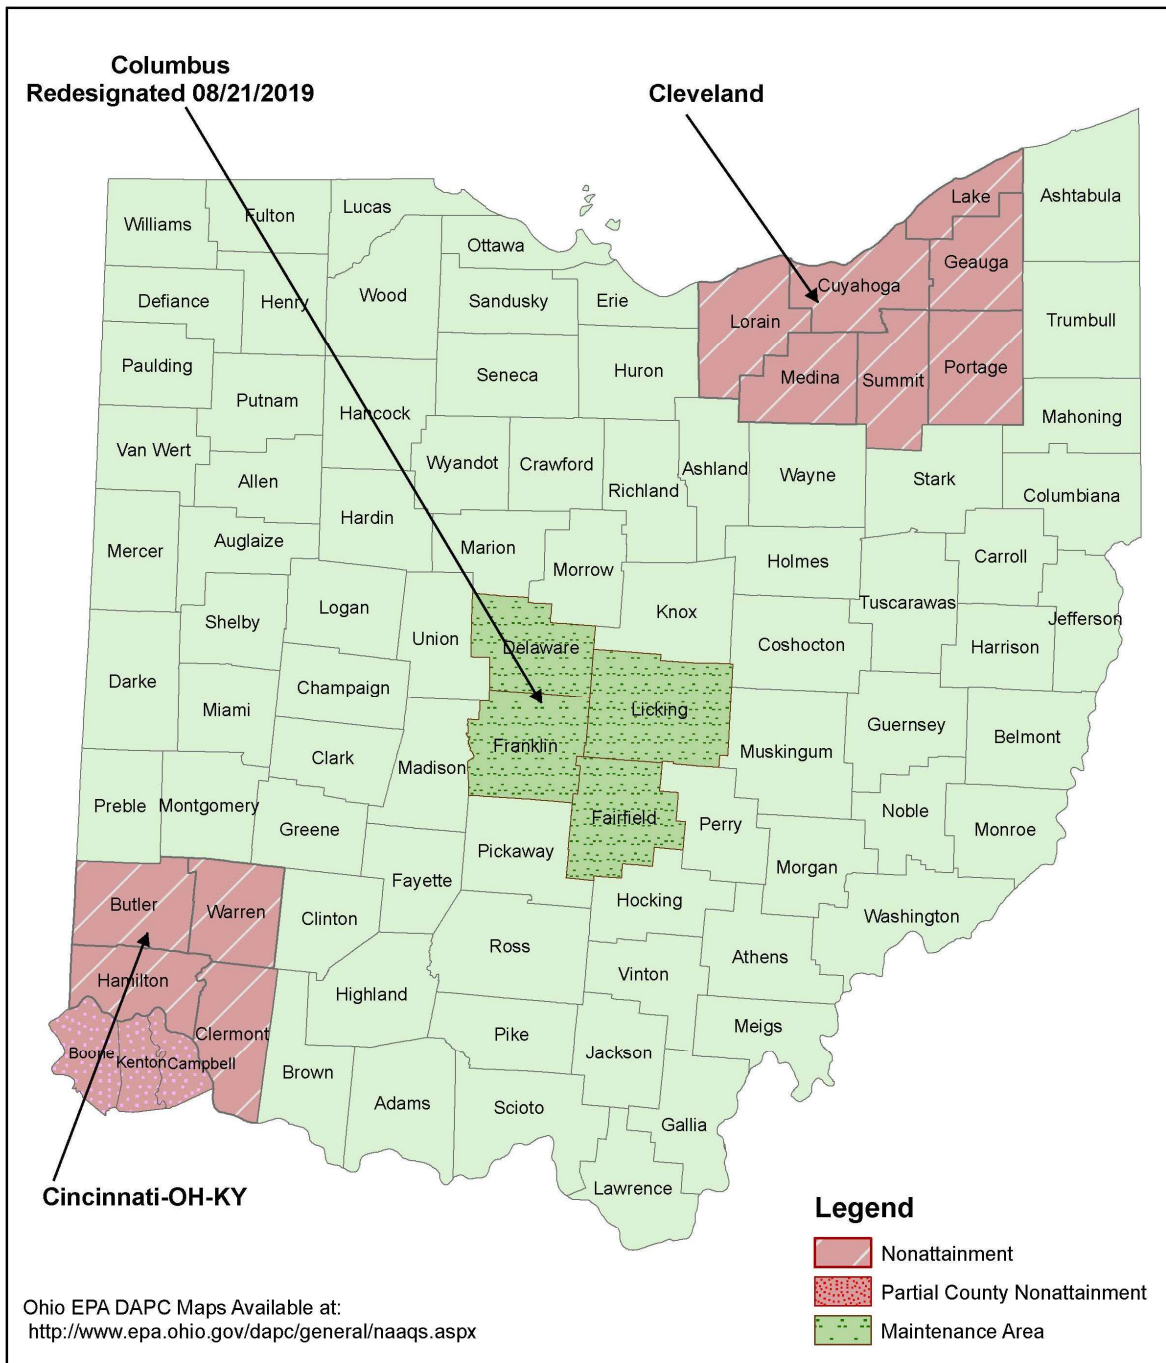 Columbus
Redesignated 08/21/2019
Cleveland
Lake
Ashtabula
Williams
Fulton
Lucas
Ottawa
Geauga
Cuyahoga
Defiance
Henry
Wood
Sandusky
Erie
Lorain
Trumbull
Paulding
Putnam
Hancock
Seneca
Huron
Medina
Summit
Portage
Mahoning
Van Wert
Allen
Wyandot
Crawford
Richland
Ashland
Wayne
Stark
Columbiana
Mercer
Auglaize
Hardin
Marion
Morrow
Holmes
Carroll
Shelby
Logan
Union
Knox
Tuscarawas
Jefferson
Delaware
Coshocton
Harrison
Darke
Miami
Champaign
Licking
Guernsey
Belmont
Clark
Madison
Franklin
Muskingum
Preble
Montgomery
Greene
Fairfield
Perry
Noble
Monroe
Pickaway
Morgan
Fayette
Butler
Warren
Clinton
Hocking
Washington
Ross
Athens
Hamilton
Highland
Vinton
Clermont
Pike
Jackson
Meigs
Boone
Kenton
Campbell
Brown
Adams
Scioto
Gallia
Lawrence
Cincinnati-OH-KY
Legend
Nonattainment
Partial County Nonattainment
Maintenance Area
Ohio EPA DAPC Maps Available at:
http://www.epa.ohio.gov/dapc/general/naaqs.aspx